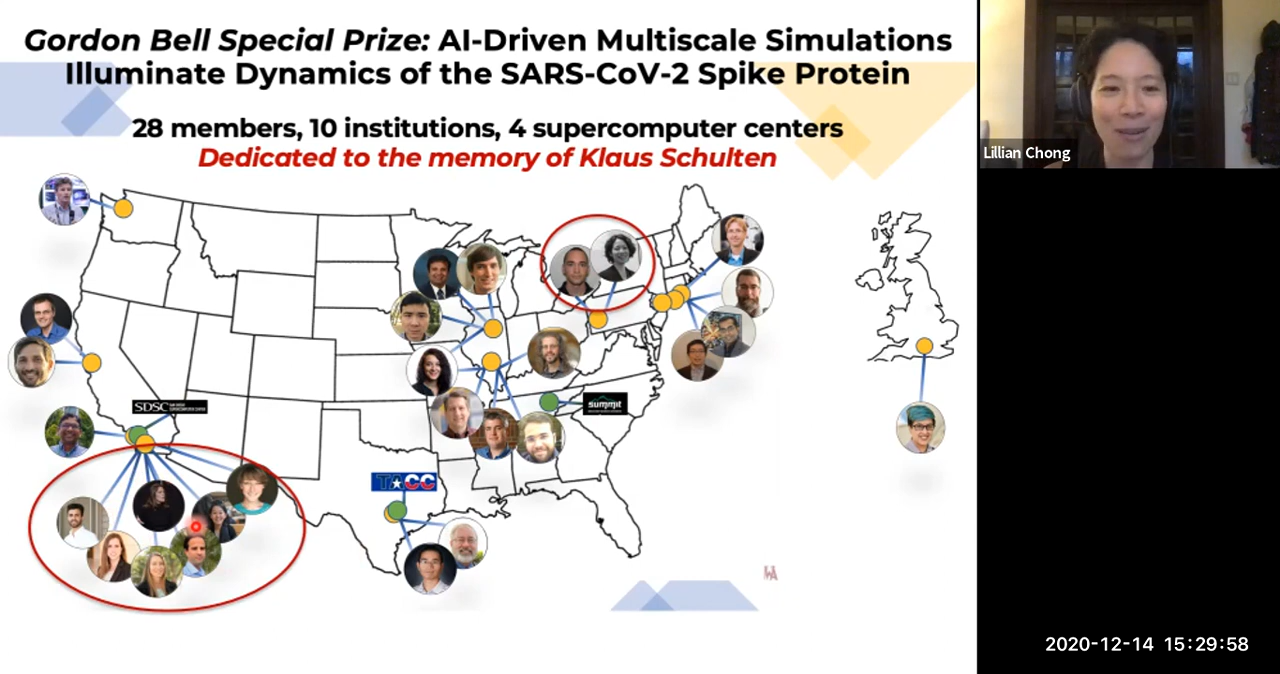 Gordon Bell Special Prize: AI-Driven Multiscale Simulations
Illuminate Dynamics of the SARS-CoV-2 Spike Protein
28 members, 10 institutions, 4 supercomputer centers
Dedicated to the memory of Klaus Schulten
Lillian Chong
SDSC
summit
TACC
2020-12-14 15:29:58